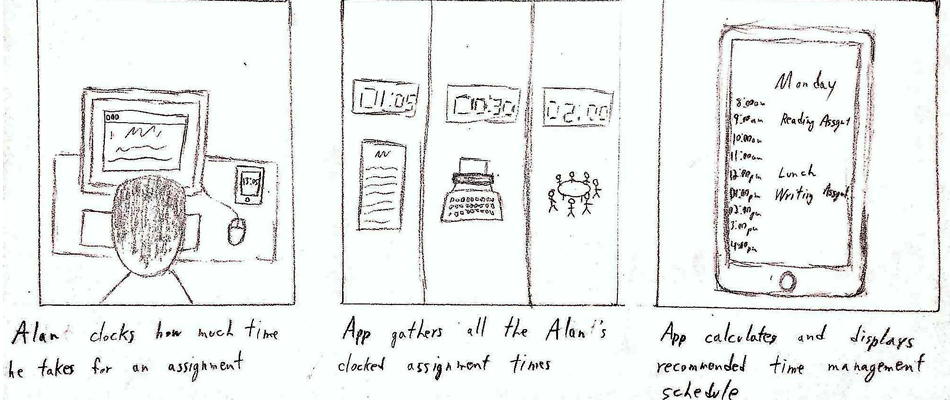 01:05
00:30
02:00
Monday
8:00am
9:00am Reading Assgnt
10:00am
11:00am
12:00pm Lunch
01:00pm Writing Assgnt
02:00pm
3:00pm
4:00pm
Alan clocks how much time
he takes for an assignment
App gathers all the Alan's
clocked assignment times
App calculates and displays
recommended time management
schedule